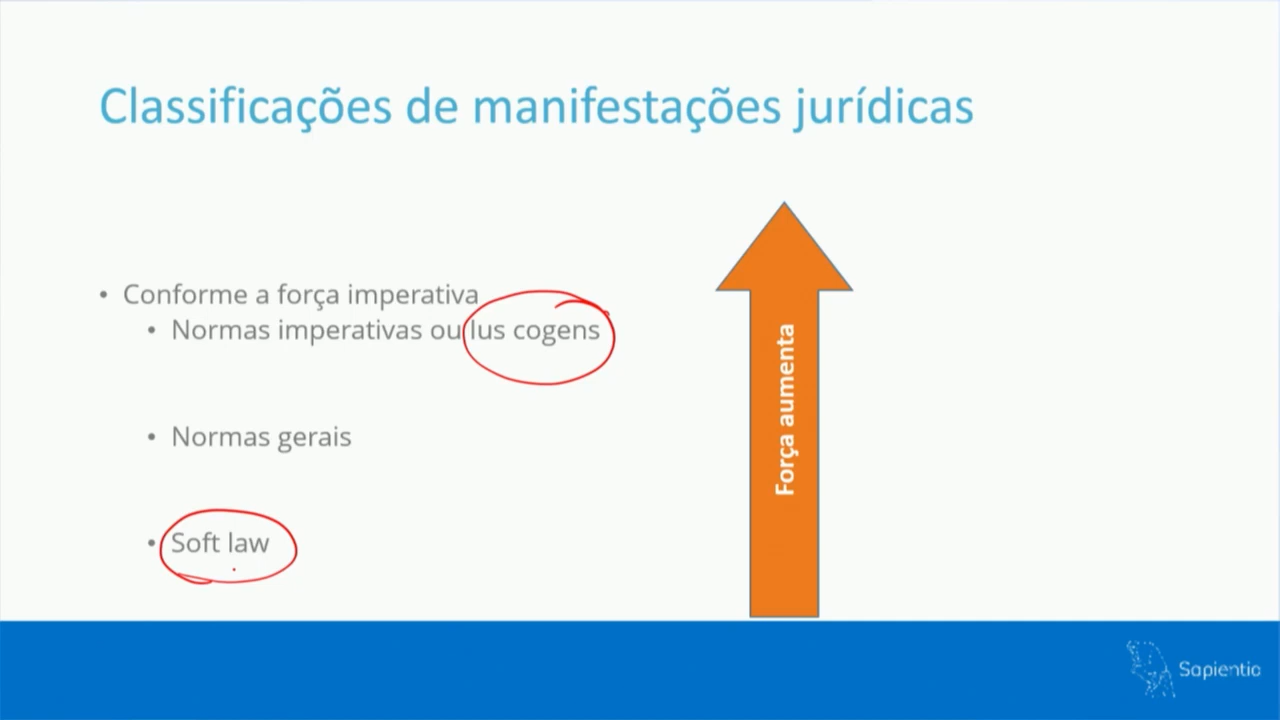 Classificações de manifestações jurídicas
• Conforme a força imperativa
• Normas imperativas ou Ius cogens
• Normas gerais
• Soft law
Força aumenta
Sapientia